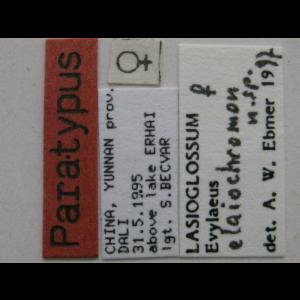 Paratypus
♀
CHINA, YUNNAN prov.
DALI
31.5.1995
above lake ERHAI
lgt. S.BECVAR
LASIOGLOSSUM ♀
Evylaeus
elaiochromon
n.sp.
det. A. W. Ebmer 1997